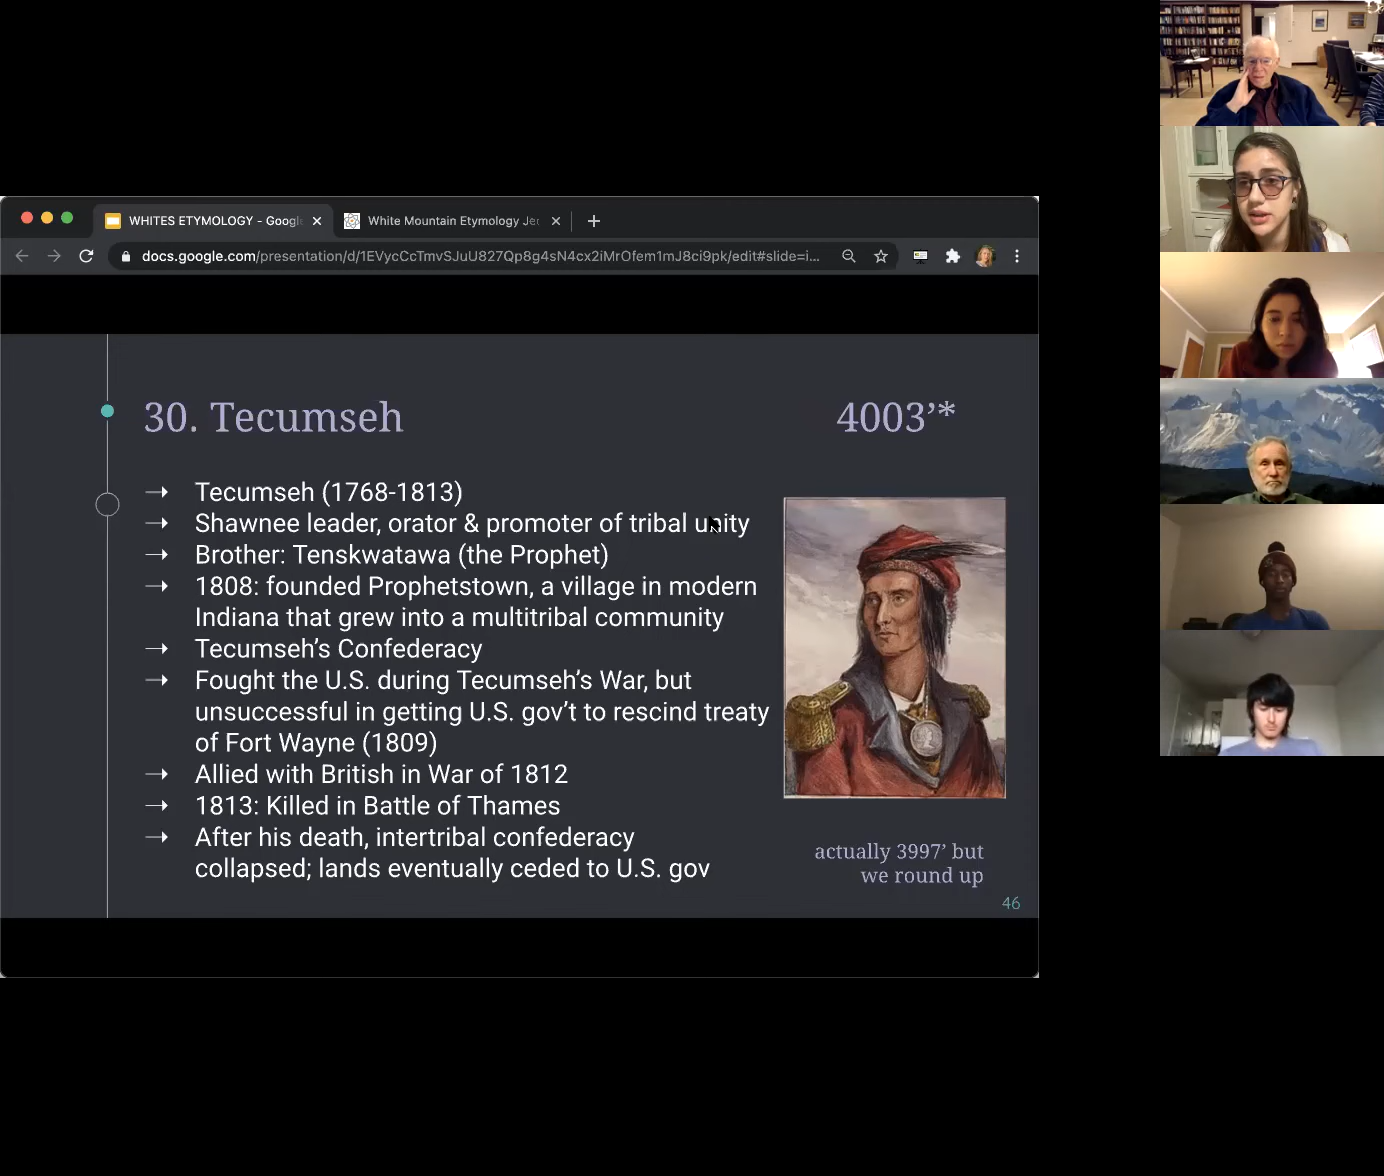 WHITES ETYMOLOGY - Googl
White Mountain Etymology Jeo
docs.google.com/presentation/d/1EVycCcTmvSJuU827Qp8g4sN4cx2iMrOfem1mJ8ci9pk/edit#slide=i...
30. Tecumseh
4003’*
→ Tecumseh (1768-1813)
→ Shawnee leader, orator & promoter of tribal unity
→ Brother: Tenskwatawa (the Prophet)
→ 1808: founded Prophetstown, a village in modern
Indiana that grew into a multitribal community
→ Tecumseh’s Confederacy
→ Fought the U.S. during Tecumseh’s War, but
unsuccessful in getting U.S. gov’t to rescind treaty
of Fort Wayne (1809)
→ Allied with British in War of 1812
→ 1813: Killed in Battle of Thames
→ After his death, intertribal confederacy
collapsed; lands eventually ceded to U.S. gov
actually 3997’ but
we round up
46